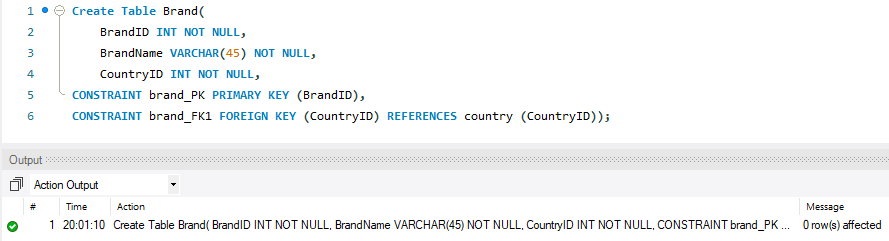 1 Create Table Brand(
2 BrandID INT NOT NULL,
3 BrandName VARCHAR(45) NOT NULL,
4 CountryID INT NOT NULL,
5 CONSTRAINT brand_PK PRIMARY KEY (BrandID),
6 CONSTRAINT brand_FK1 FOREIGN KEY (CountryID) REFERENCES country (CountryID));
Output
Action Output
# Time Action Message
1 20:01:10 Create Table Brand( BrandID INT NOT NULL, BrandName VARCHAR(45) NOT NULL, CountryID INT NOT NULL, CONSTRAINT brand_PK ... 0 row(s) affected